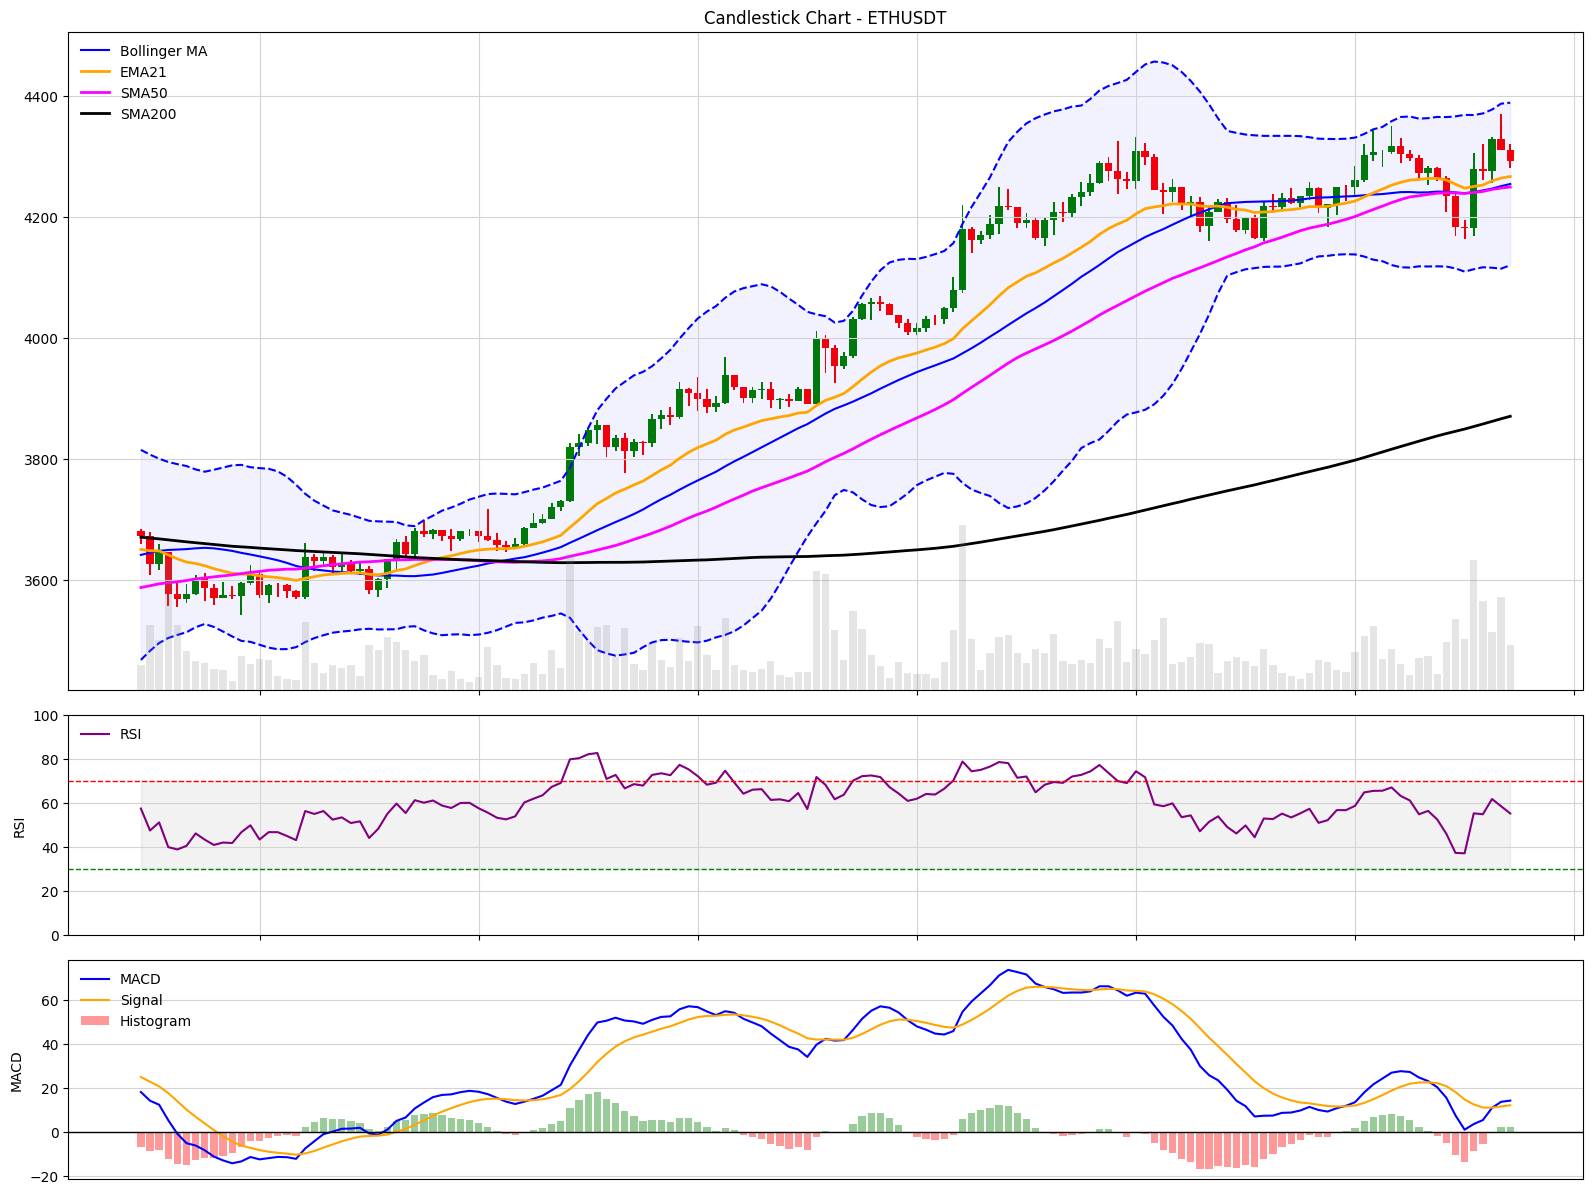 Candlestick Chart - ETHUSDT
Bollinger MA
EMA21
SMA50
SMA200
4400
4200
4000
3800
3600
RSI
100
80
60
40
20
0
RSI
MACD
Signal
Histogram
60
40
20
0
−20
MACD